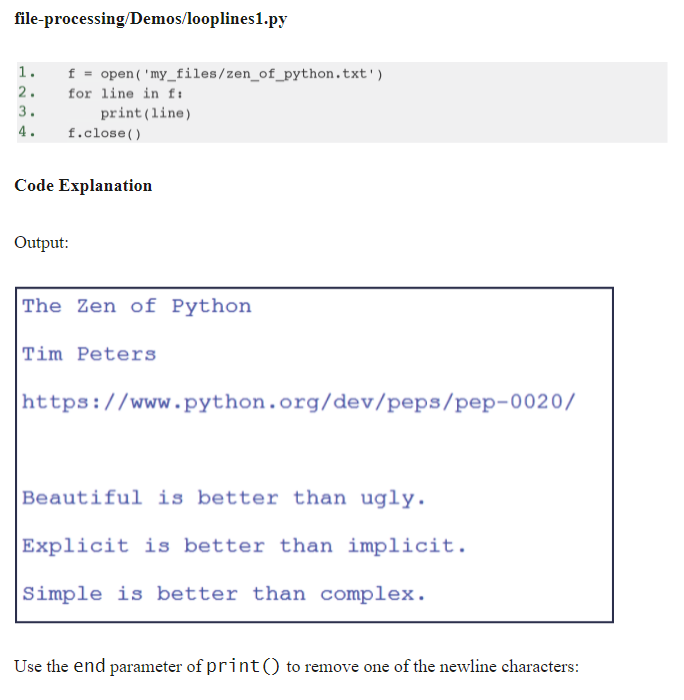 file-processing/Demos/looplines1.py
1. f = open('my_files/zen_of_python.txt')
2. for line in f:
3.     print(line)
4. f.close()
Code Explanation
Output:
The Zen of Python
Tim Peters
https://www.python.org/dev/peps/pep-0020/
Beautiful is better than ugly.
Explicit is better than implicit.
Simple is better than complex.
Use the end parameter of print() to remove one of the newline characters: